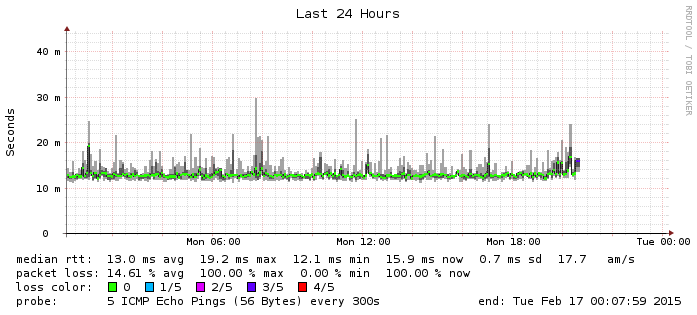 Last 24 Hours
RRDTOOL / TOBI OETIKER
Seconds
40 m
30 m
20 m
10 m
0
Mon 06:00 Mon 12:00 Mon 18:00 Tue 00:00
median rtt: 13.0 ms avg 19.2 ms max 12.1 ms min 15.9 ms now 0.7 ms sd 17.7 am/s
packet loss: 14.61 % avg 100.00 % max 0.00 % min 100.00 % now
loss color: 0 1/5 2/5 3/5 4/5
probe: 5 ICMP Echo Pings (56 Bytes) every 300s end: Tue Feb 17 00:07:59 2015